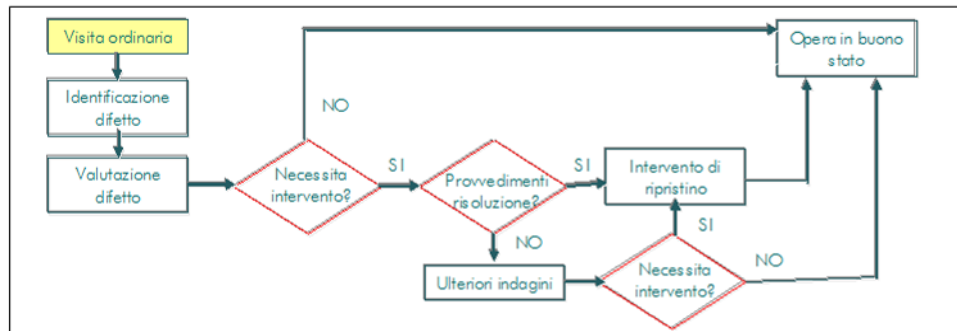 Visita ordinaria
Identificazione
difetto
Valutazione
difetto
Necessita
intervento?
NO
SI
Provvedimenti
risoluzione?
SI
NO
Intervento di
ripristino
Opera in buono
stato
Ulteriori indagini
Necessita
intervento?
SI
NO